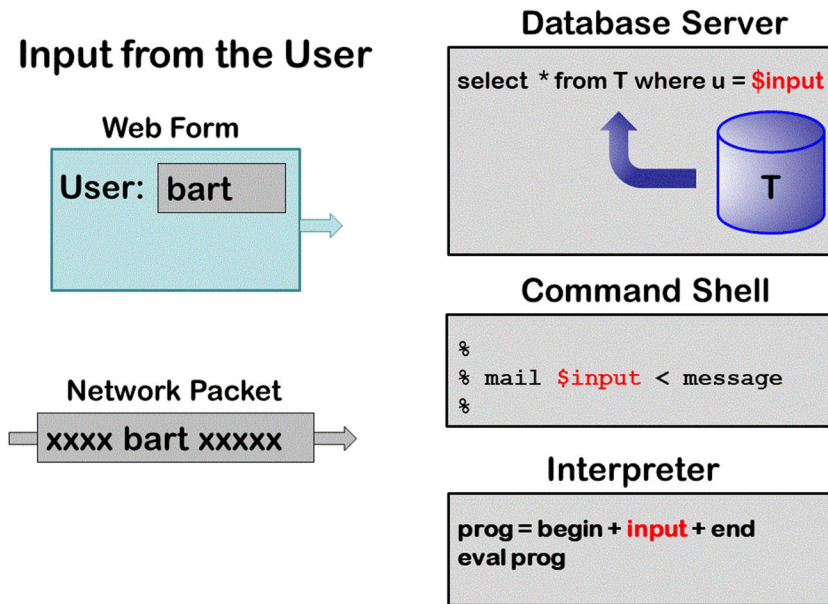 Input from the User
Web Form
User: bart
Network Packet
xxxx bart xxxxx
Database Server
select * from T where u = $input
T
Command Shell
%
% mail $input < message
%
Interpreter
prog = begin + input + end
eval prog